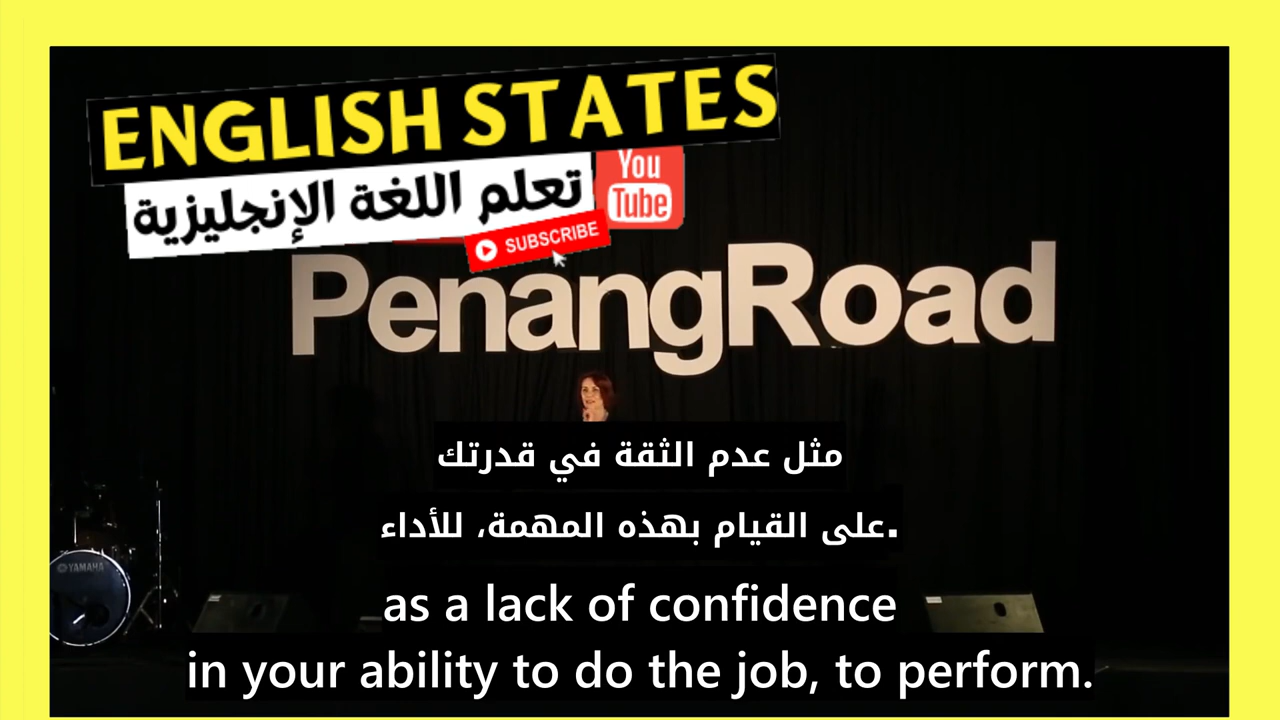 ENGLISH STATES
تعلم اللغة الإنجليزية
You
Tube
SUBSCRIBE
PenangRoad
YAMAHA
مثل عدم الثقة في قدرتك
على القيام بهذه المهمة، للأداء.
as a lack of confidence
in your ability to do the job, to perform.